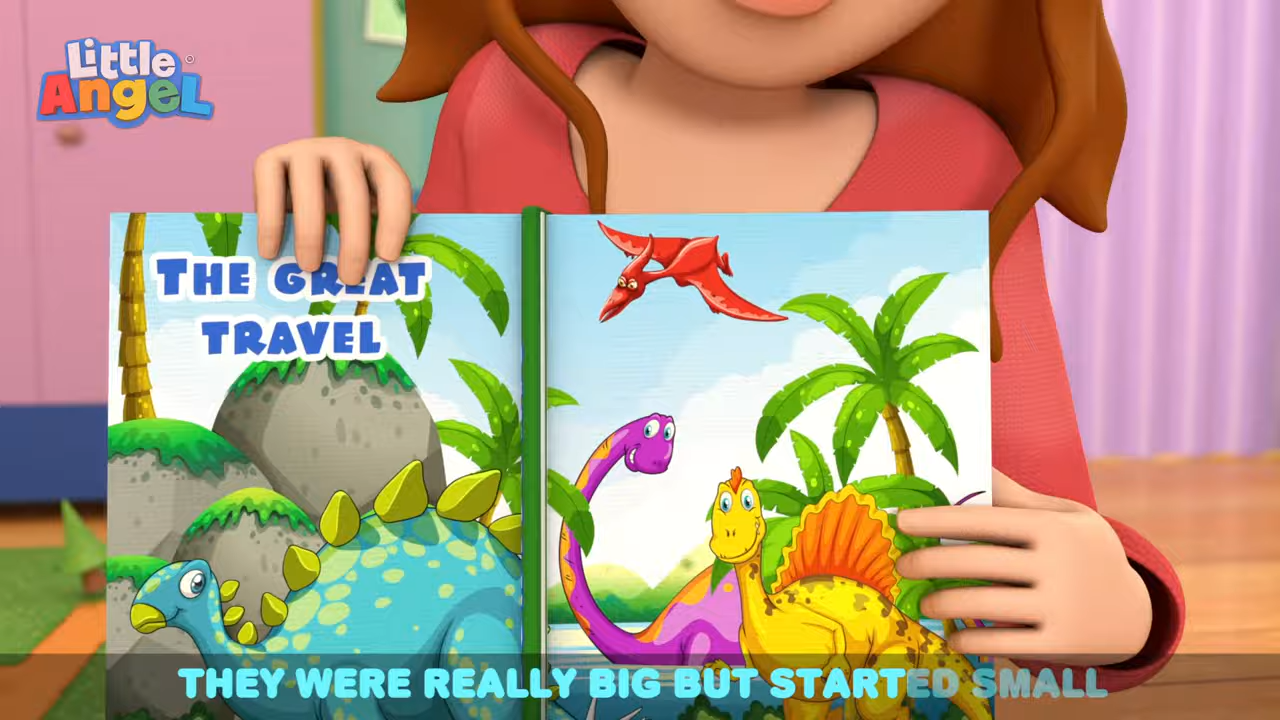 Little
Angel
THE GREAT
TRAVEL
THEY WERE REALLY BIG BUT STARTED SMALL